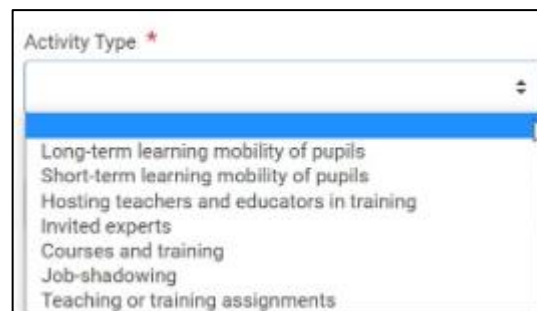 Activity Type *
Long-term learning mobility of pupils
Short-term learning mobility of pupils
Hosting teachers and educators in training
Invited experts
Courses and training
Job-shadowing
Teaching or training assignments